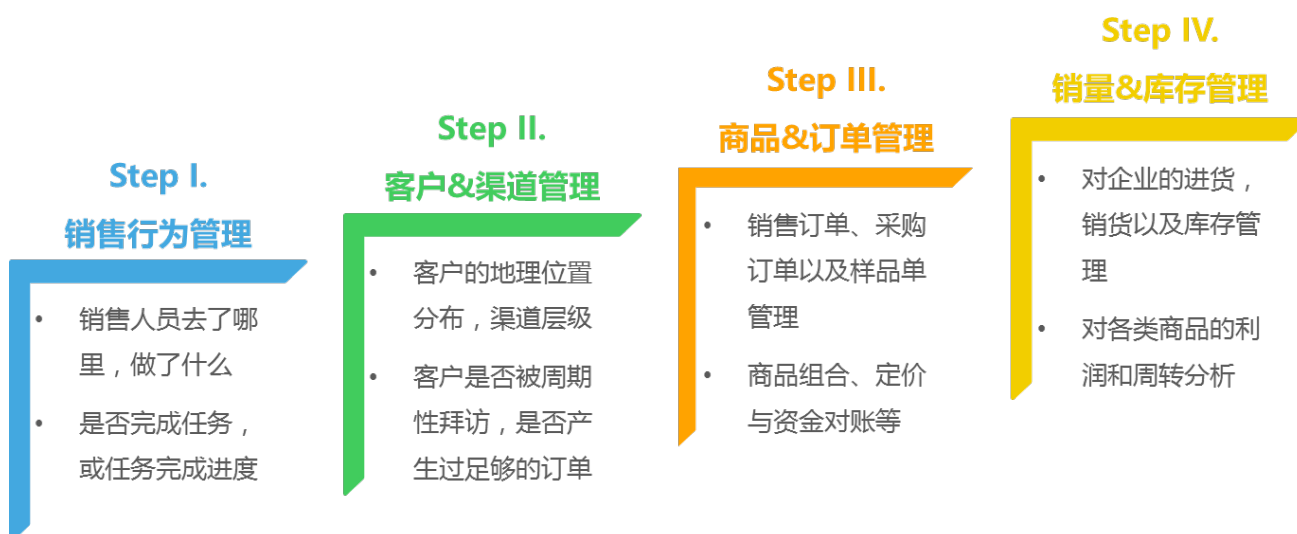 Step I.
销售行为管理
• 销售人员去了哪
里，做了什么
• 是否完成任务，
或任务完成进度
Step II.
客户&渠道管理
• 客户的地理位置
分布，渠道层级
• 客户是否被周期
性拜访，是否产
生过足够的订单
Step III.
商品&订单管理
• 销售订单、采购
订单以及样品单
管理
• 商品组合、定价
与资金对账等
Step IV.
销量&库存管理
• 对企业的进货，
销货以及库存管
理
• 对各类商品的利
润和周转分析